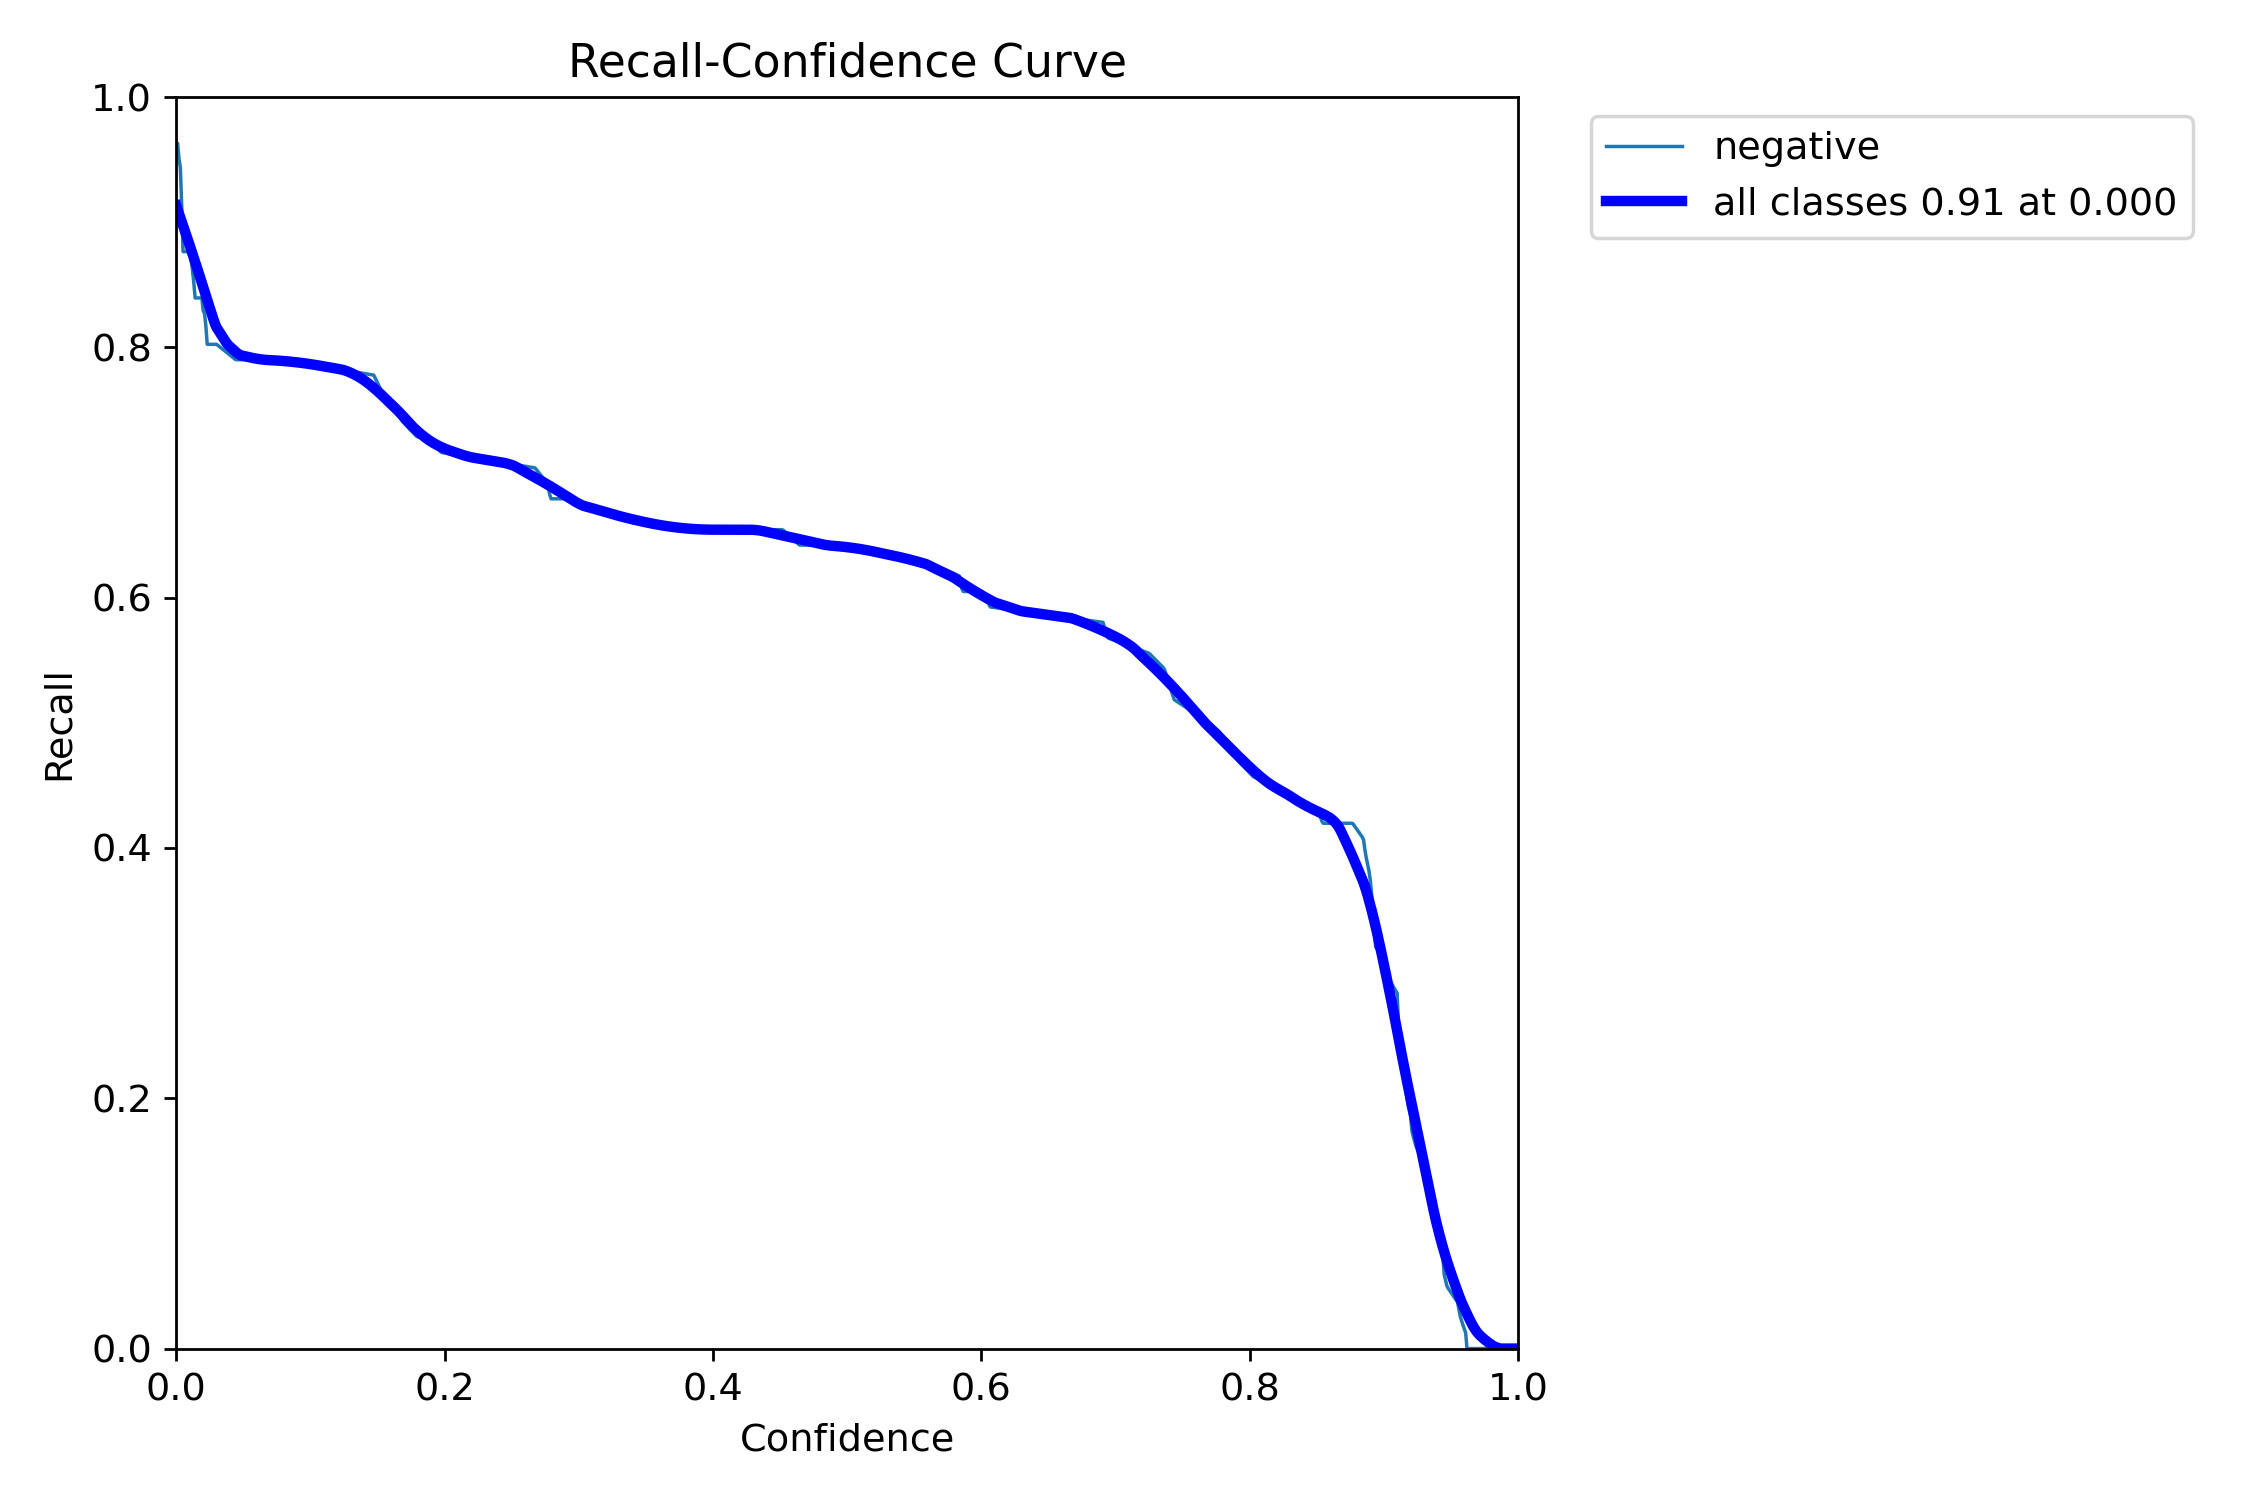 Recall-Confidence Curve
1.0
0.8
0.6
0.4
0.2
0.0
Recall
0.0 0.2 0.4 0.6 0.8 1.0
Confidence
negative
all classes 0.91 at 0.000